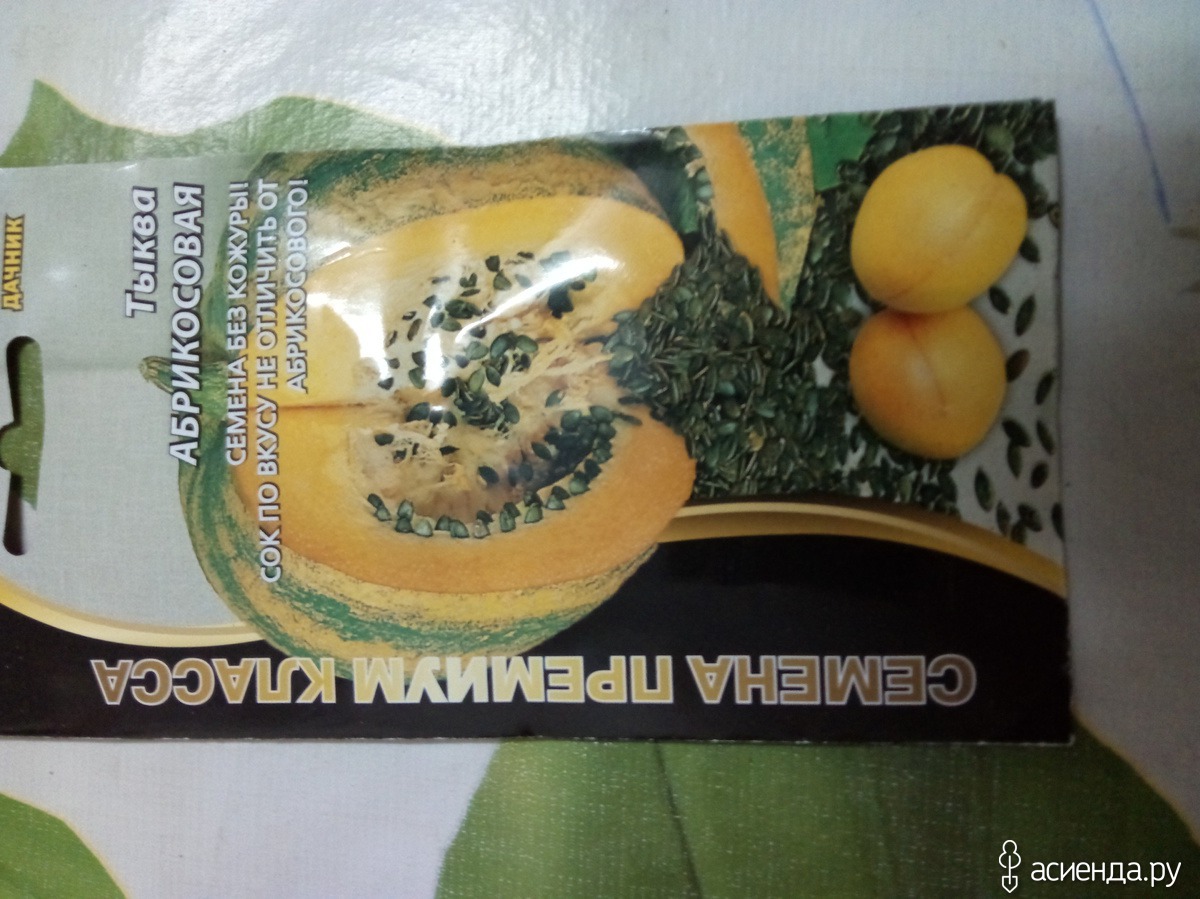 ДАЧНИК
Тыква
АБРИКОСОВАЯ
СЕМЕНА БЕЗ КОЖУРЫ!
СОК ПО ВКУСУ НЕ ОТЛИЧИТЬ ОТ
АБРИКОСОВОГО!
СЕМЕНА ПРЕМИУМ КЛАССА
асиенда.ру